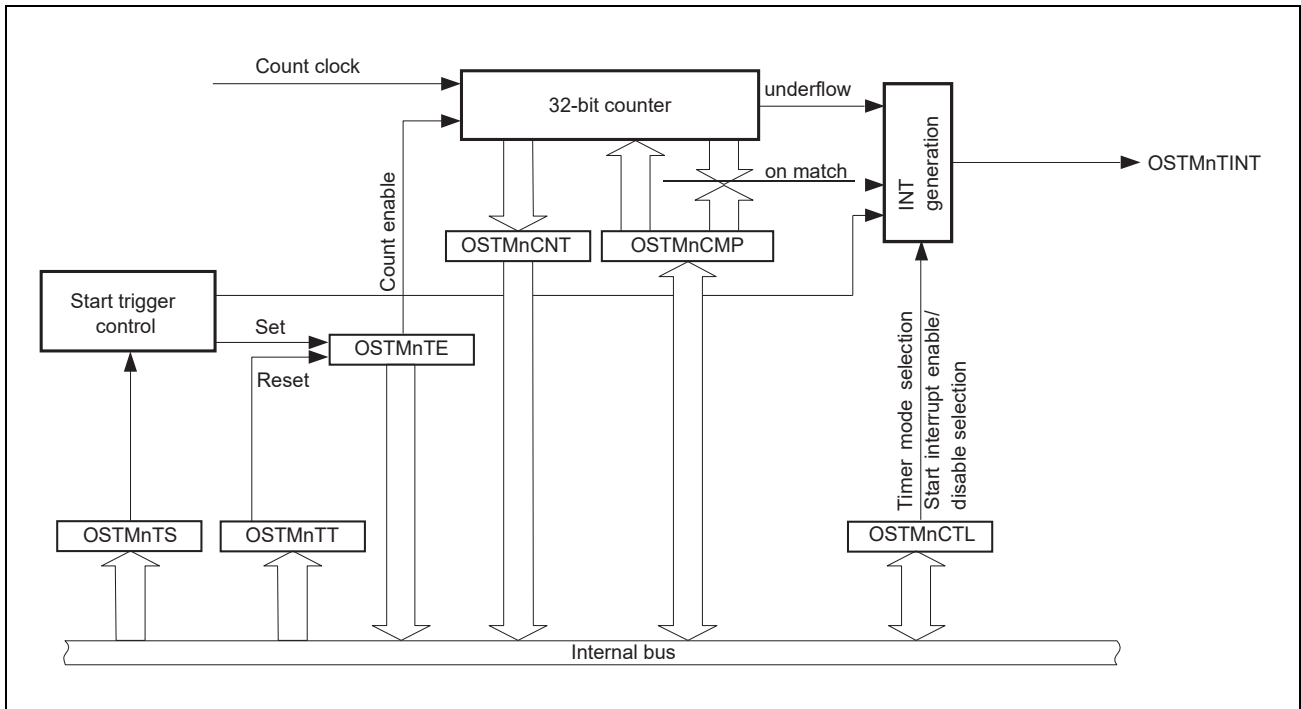 Count clock
32-bit counter
underflow
INT
generation
OSTMnTINT
on match
Count enable
OSTMnCNT
OSTMnCMP
Start trigger
control
Set
OSTMnTE
Reset
Timer mode selection
Start interrupt enable/
disable selection
OSTMnTS
OSTMnTT
OSTMnCTL
Internal bus